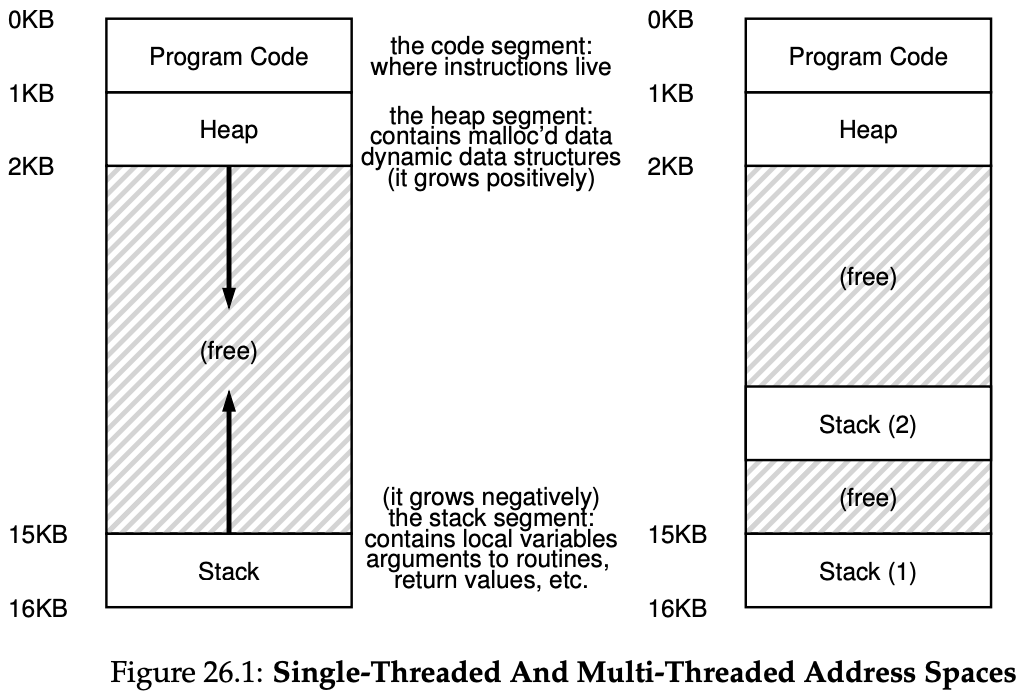 0KB
Program Code
1KB
Heap
2KB
(free)
15KB
Stack
16KB
the code segment:
where instructions live
the heap segment:
contains malloc'd data
dynamic data structures
(it grows positively)
(it grows negatively)
the stack segment:
contains local variables
arguments to routines,
return values, etc.
0KB
Program Code
1KB
Heap
2KB
(free)
Stack (2)
(free)
15KB
Stack (1)
16KB
Figure 26.1: Single-Threaded And Multi-Threaded Address Spaces